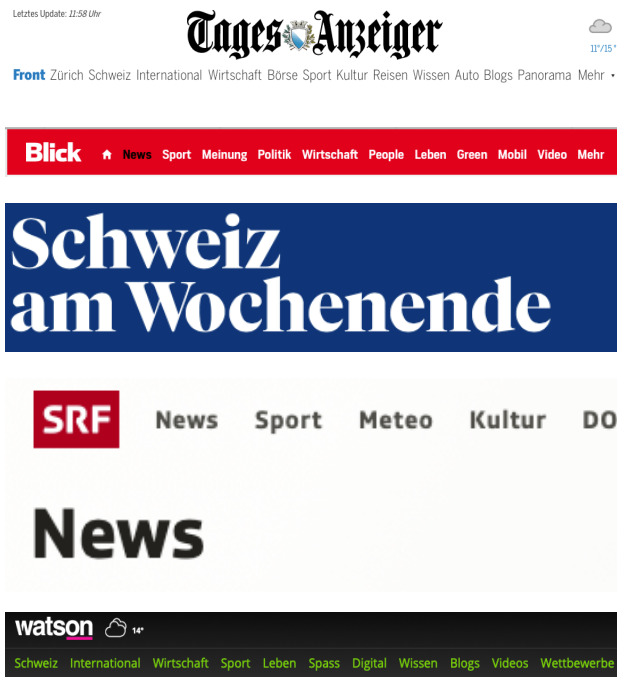 Letztes Update: 11:58 Uhr
Tages Anzeiger
11°/15°
Front Zürich Schweiz International Wirtschaft Börse Sport Kultur Reisen Wissen Auto Blogs Panorama Mehr
Blick News Sport Meinung Politik Wirtschaft People Leben Green Mobil Video Mehr
Schweiz
am Wochenende
SRF News Sport Meteo Kultur DO
News
watson 14°
Schweiz International Wirtschaft Sport Leben Spass Digital Wissen Blogs Videos Wettbewerbe